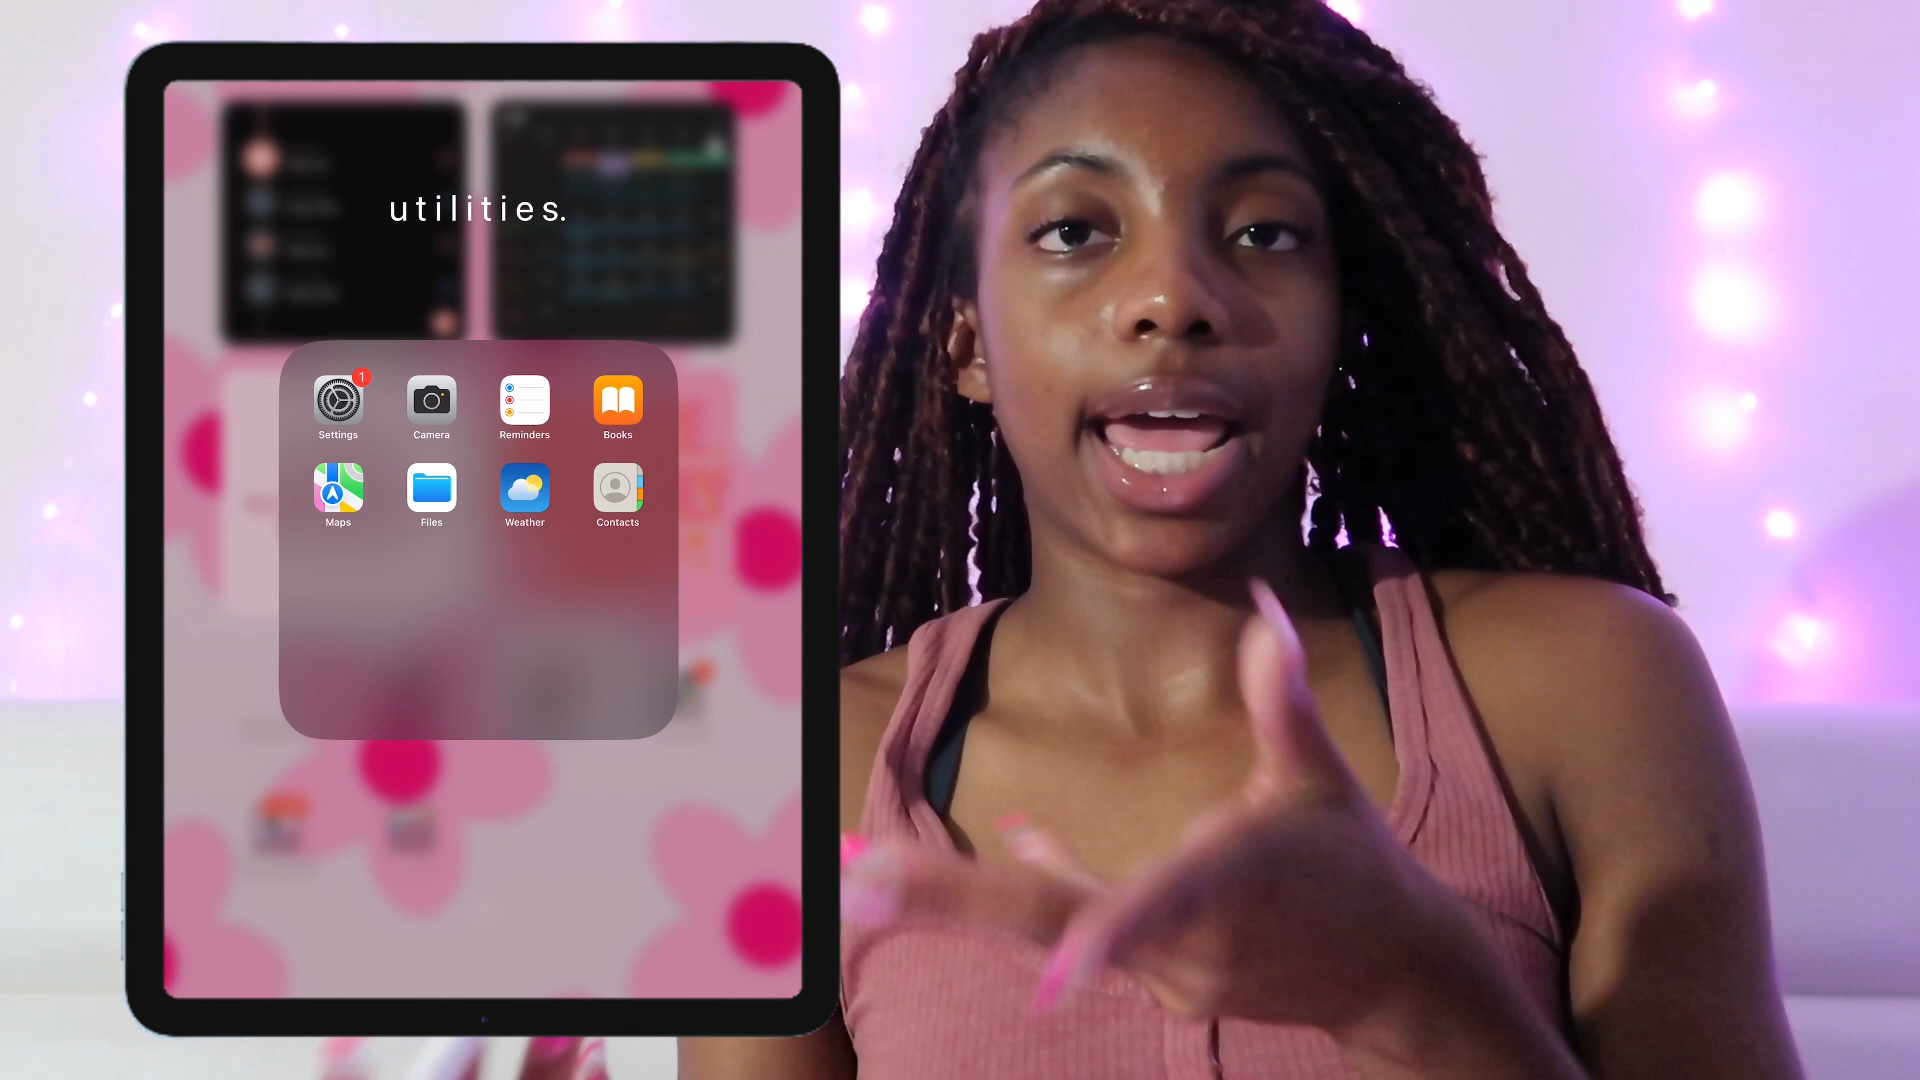 utilities.
1
Settings Camera Reminders Books
Maps Files Weather Contacts